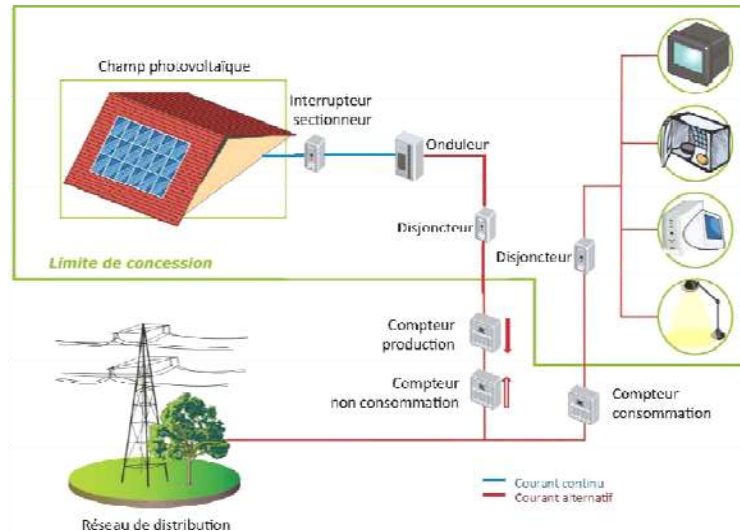 Champ photovoltaïque
Interrupteur
sectionneur
Onduleur
Disjoncteur
Disjoncteur
Limite de concession
Compteur
production
Compteur
non consommation
Compteur
consommation
Courant continu
Courant alternatif
Réseau de distribution